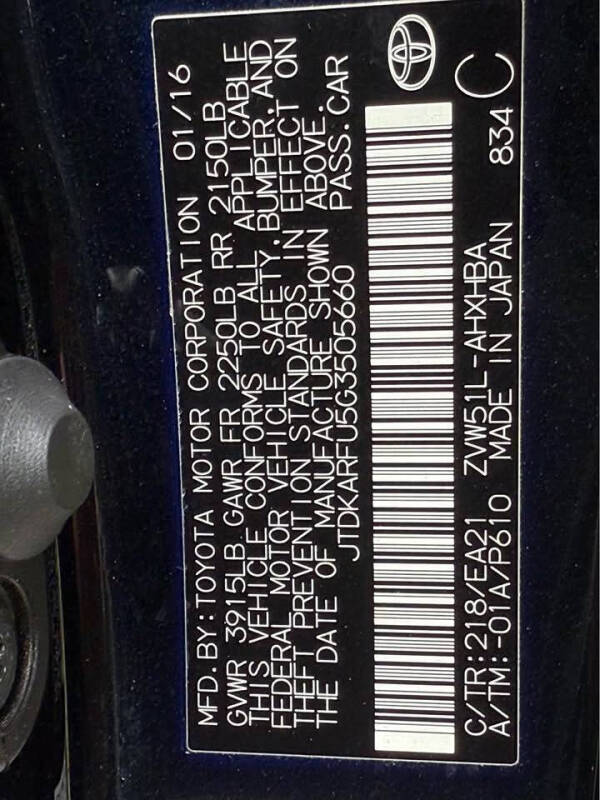 MFD.BY:TOYOTA MOTOR CORPORATION 01/16
GVWR 3915LB GAWR FR 2250LB RR 2150LB
THIS VEHICLE CONFORMS TO ALL APPLICABLE
FEDERAL MOTOR VEHICLE SAFETY, BUMPER, AND
THEFT PREVENTION STANDARDS IN EFFECT ON
THE DATE OF MANUFACTURE SHOWN ABOVE.
JTDKARFU5G3505660 PASS. CAR
C/TR:218/EA21 ZVW51L-AHXHBA
A/TM:-01A/P610 MADE IN JAPAN 834 C